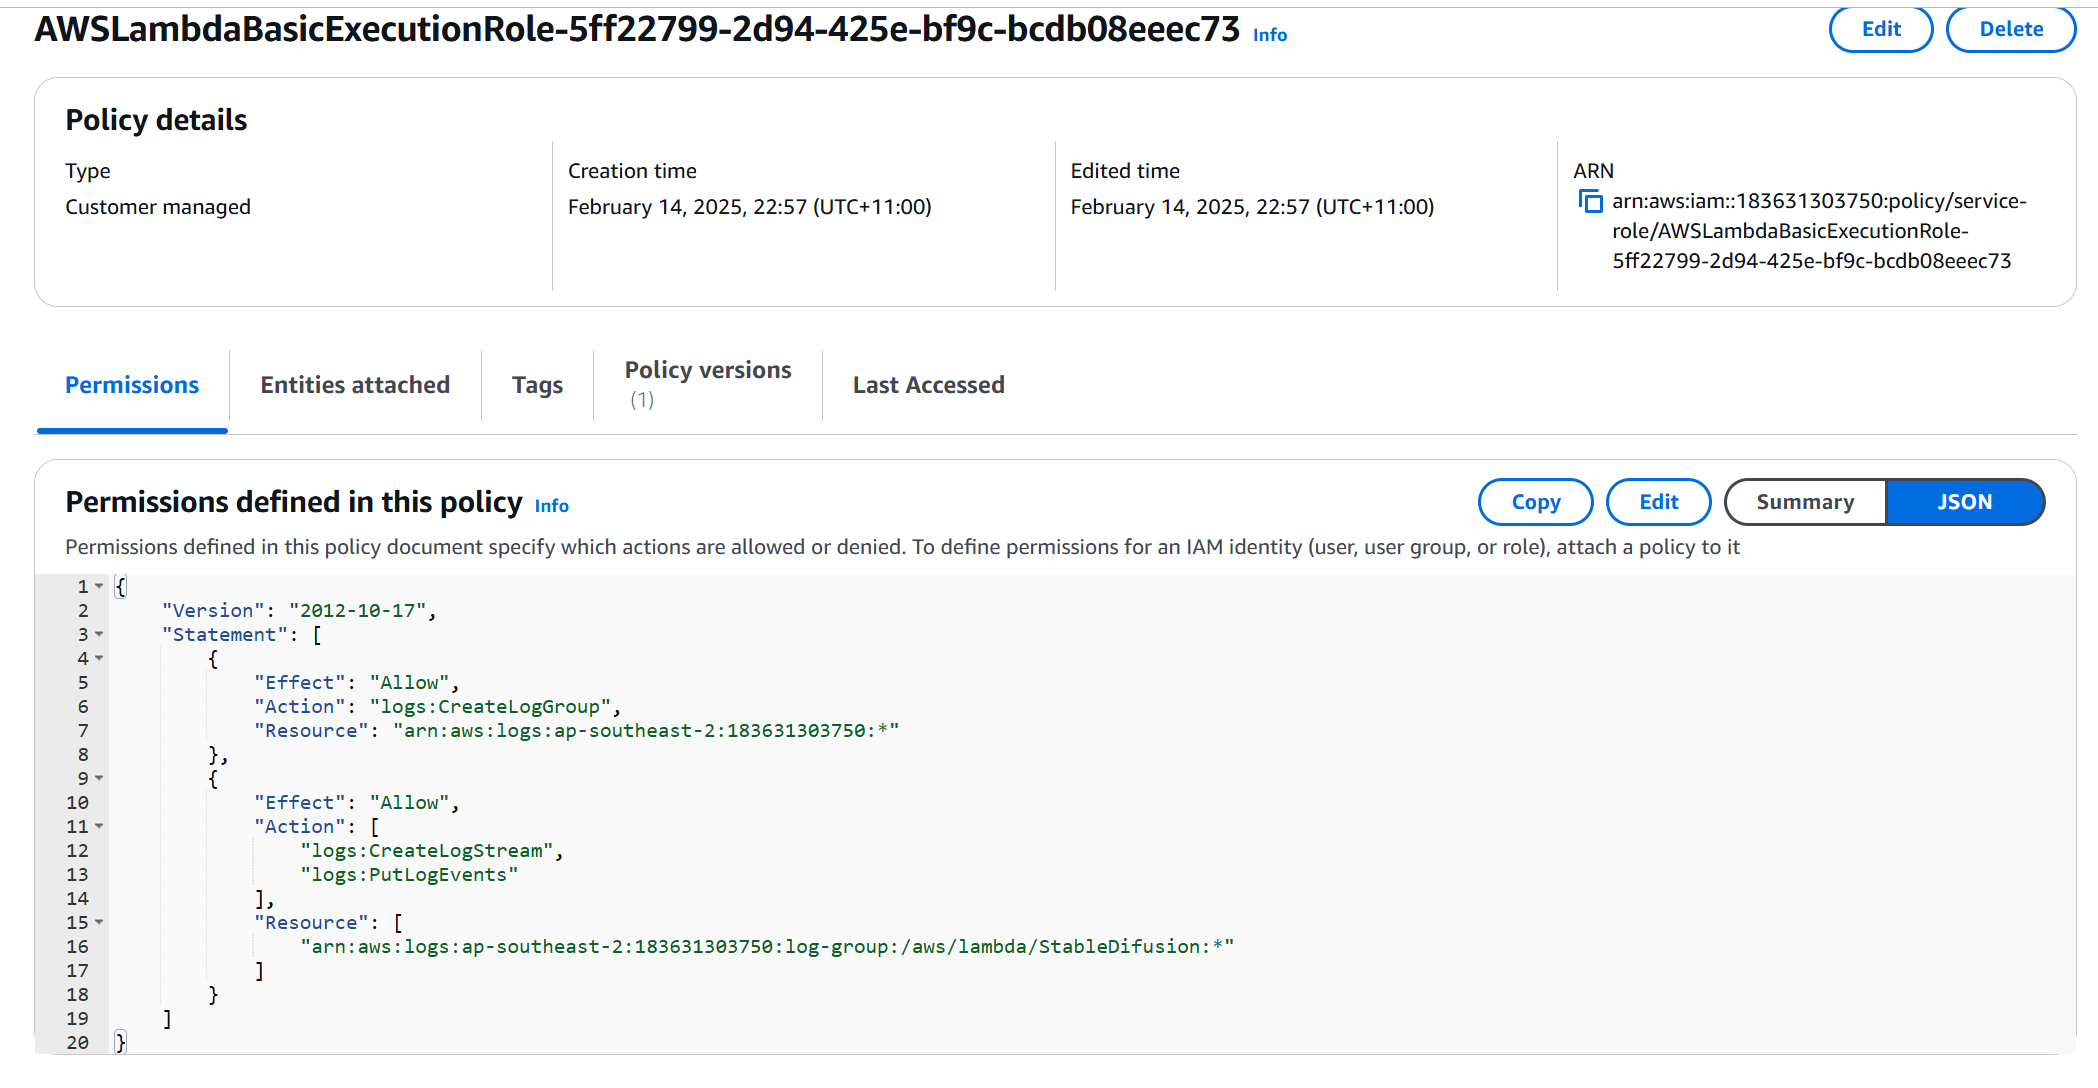 AWSLambdaBasicExecutionRole-5ff22799-2d94-425e-bf9c-bcdb08eeec73 Info
Edit
Delete
Policy details
Type
Customer managed
Creation time
February 14, 2025, 22:57 (UTC+11:00)
Edited time
February 14, 2025, 22:57 (UTC+11:00)
ARN
arn:aws:iam::183631303750:policy/service-
role/AWSLambdaBasicExecutionRole-
5ff22799-2d94-425e-bf9c-bcdb08eeec73
Permissions
Entities attached
Tags
Policy versions
(1)
Last Accessed
Permissions defined in this policy Info
Copy
Edit
Summary
JSON
Permissions defined in this policy document specify which actions are allowed or denied. To define permissions for an IAM identity (user, user group, or role), attach a policy to it
1 {
2     "Version": "2012-10-17",
3     "Statement": [
4         {
5             "Effect": "Allow",
6             "Action": "logs:CreateLogGroup",
7             "Resource": "arn:aws:logs:ap-southeast-2:183631303750:*"
8         },
9         {
10             "Effect": "Allow",
11             "Action": [
12                 "logs:CreateLogStream",
13                 "logs:PutLogEvents"
14             ],
15             "Resource": [
16                 "arn:aws:logs:ap-southeast-2:183631303750:log-group:/aws/lambda/StableDifusion:*"
17             ]
18         }
19     ]
20 }